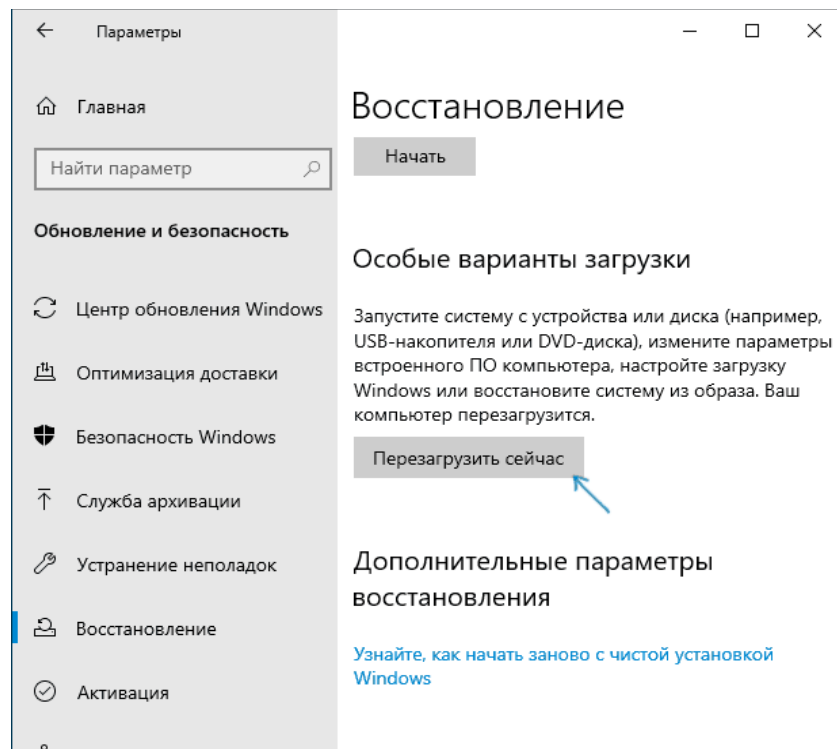 Параметры
Главная
Найти параметр
Обновление и безопасность
Центр обновления Windows
Оптимизация доставки
Безопасность Windows
Служба архивации
Устранение неполадок
Восстановление
Активация
Восстановление
Начать
Особые варианты загрузки
Запустите систему с устройства или диска (например,
USB-накопителя или DVD-диска), измените параметры
встроенного ПО компьютера, настройте загрузку
Windows или восстановите систему из образа. Ваш
компьютер перезагрузится.
Перезагрузить сейчас
Дополнительные параметры
восстановления
Узнайте, как начать заново с чистой установкой
Windows